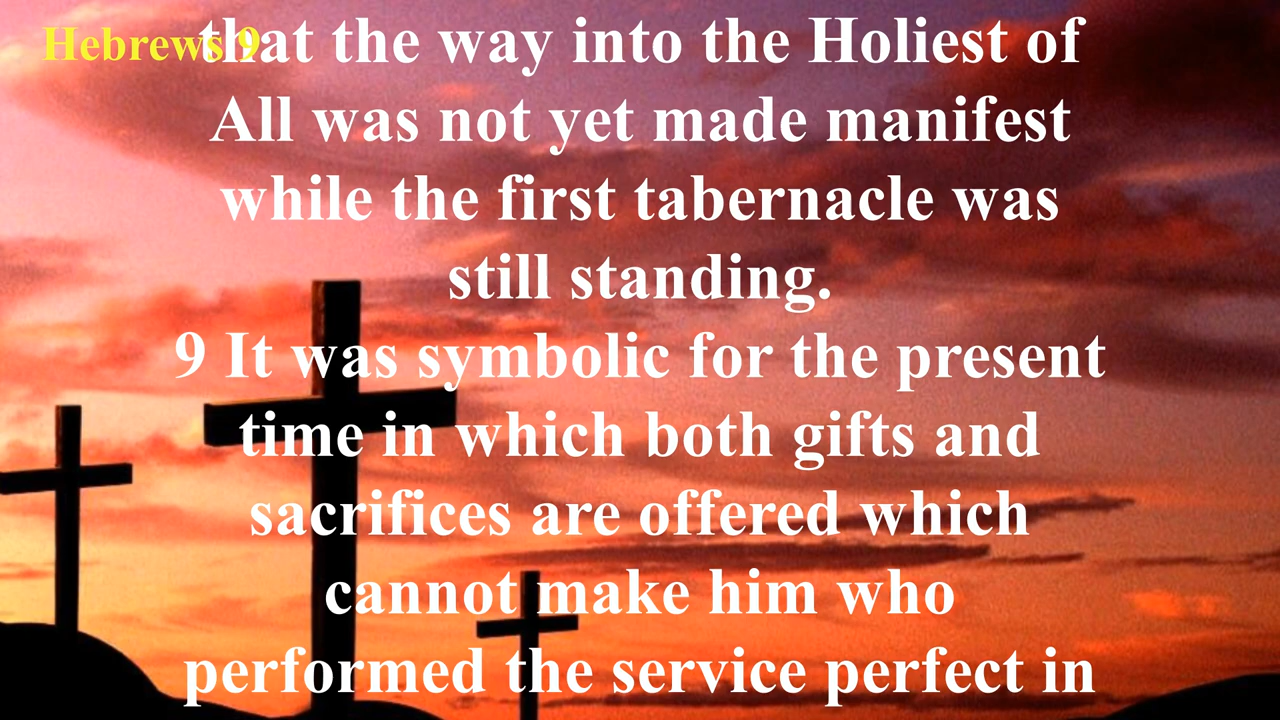 Hebrews 9
that the way into the Holiest of
All was not yet made manifest
while the first tabernacle was
still standing.
9 It was symbolic for the present
time in which both gifts and
sacrifices are offered which
cannot make him who
performed the service perfect in